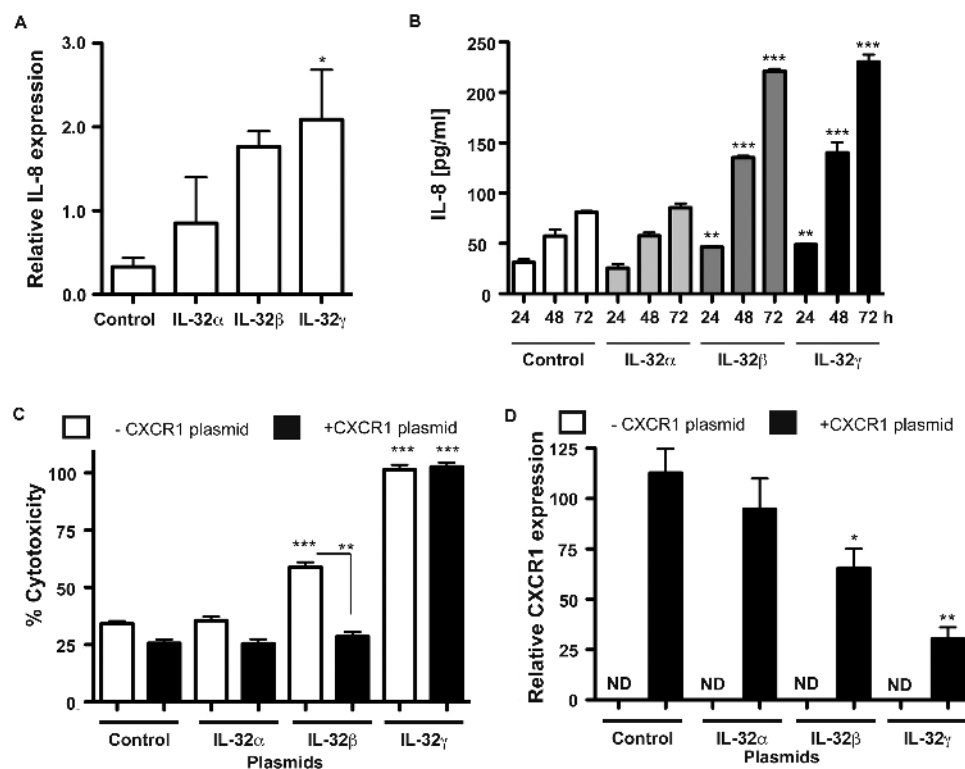 A
Relative IL-8 expression
3.0
2.0
1.0
0.0
*
Control IL-32α IL-32β IL-32γ
B
IL-8 [pg/ml]
250
200
150
100
50
0
** *** *** ** *** ***
24 48 72 24 48 72 24 48 72 24 48 72 h
Control IL-32α IL-32β IL-32γ
C
- CXCR1 plasmid +CXCR1 plasmid
% Cytotoxicity
100
75
50
25
0
*** ** *** ***
Control IL-32α IL-32β IL-32γ
Plasmids
D
- CXCR1 plasmid +CXCR1 plasmid
Relative CXCR1 expression
125
100
75
50
25
0
* **
ND ND ND ND
Control IL-32α IL-32β IL-32γ
Plasmids